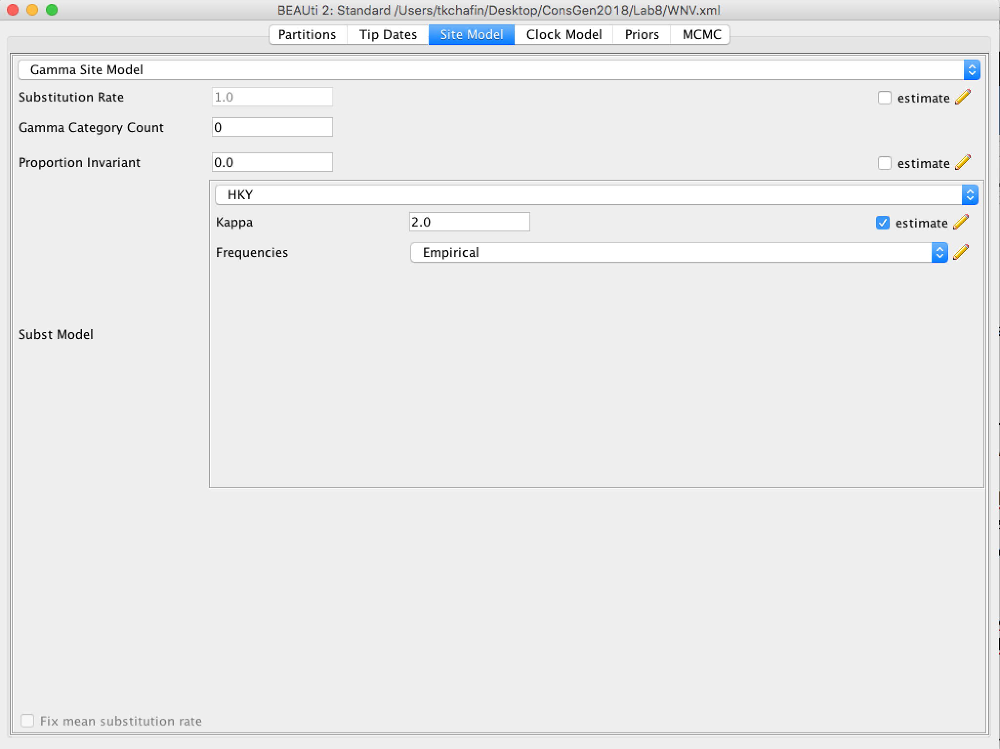 BEAUti 2: Standard /Users/tkchafin/Desktop/ConsGen2018/Lab8/WNV.xml
Partitions Tip Dates Site Model Clock Model Priors MCMC
Gamma Site Model
Substitution Rate 1.0 estimate
Gamma Category Count 0
Proportion Invariant 0.0 estimate
HKY
Kappa 2.0 estimate
Frequencies Empirical
Subst Model
Fix mean substitution rate